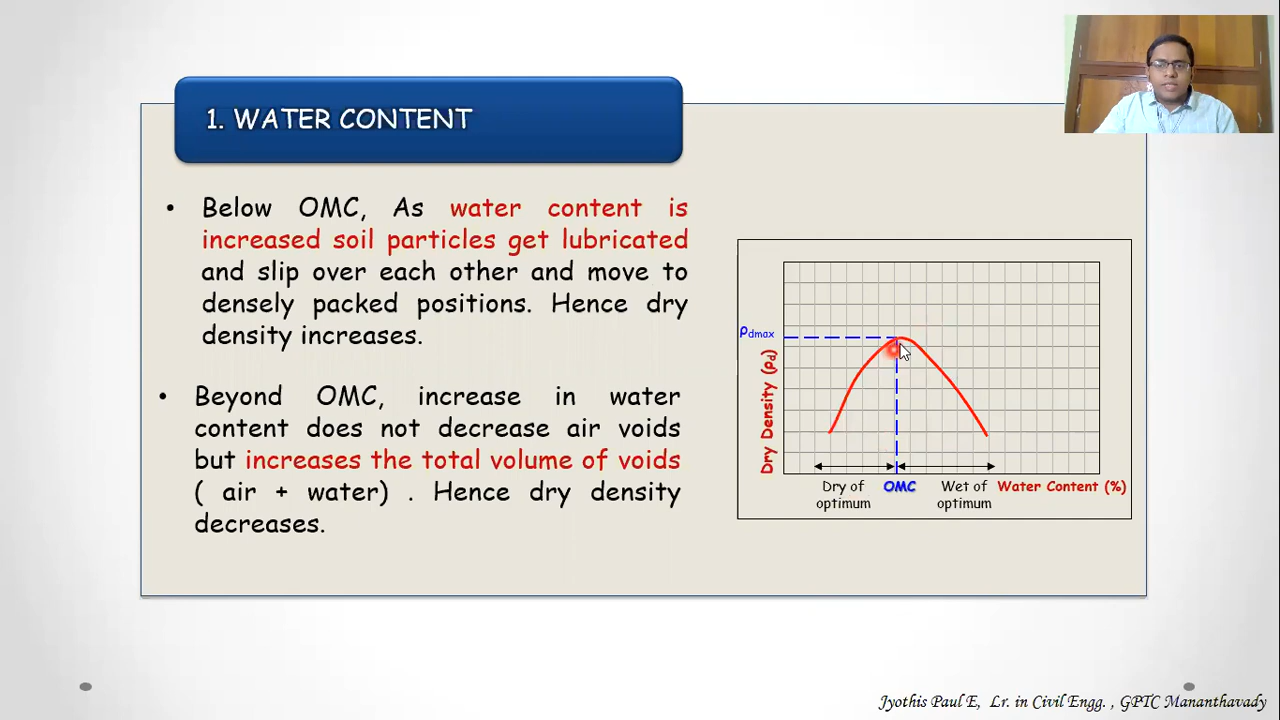 1. WATER CONTENT
• Below OMC, As water content is
increased soil particles get lubricated
and slip over each other and move to
densely packed positions. Hence dry
density increases.
• Beyond OMC, increase in water
content does not decrease air voids
but increases the total volume of voids
( air + water) . Hence dry density
decreases.
ρdmax
Dry Density (ρd)
Dry of
optimum
OMC
Wet of
optimum
Water Content (%)
Jyothis Paul E, Lr. in Civil Engg. , GPTC Mananthavady